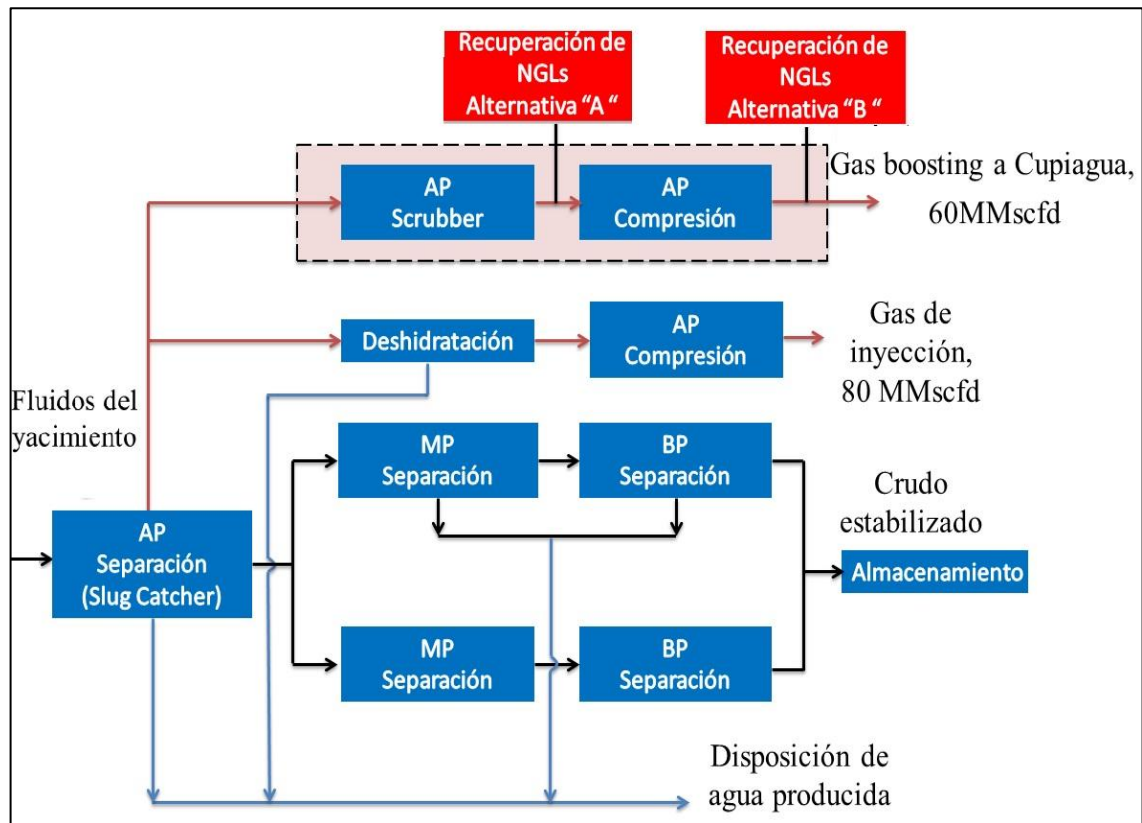 Recuperación de
NGLs
Alternativa “A “
Recuperación de
NGLs
Alternativa “B “
AP
Scrubber
AP
Compresión
Gas boosting a Cupiagua,
60MMscfd
Deshidratación
AP
Compresión
Gas de
inyección,
80 MMscfd
Fluidos del
yacimiento
AP
Separación
(Slug Catcher)
MP
Separación
BP
Separación
Crudo
estabilizado
Almacenamiento
MP
Separación
BP
Separación
Disposición de
agua producida